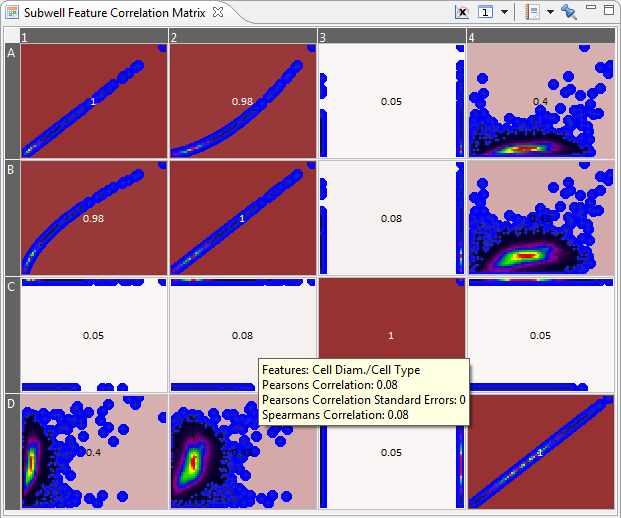 Subwell Feature Correlation Matrix
1
1 2 3 4
A
1 0.98 0.05 0.4
B
0.98 1 0.08
C
0.05 0.08 1 0.05
Features: Cell Diam./Cell Type
Pearsons Correlation: 0.08
Pearsons Correlation Standard Errors: 0
Spearmans Correlation: 0.08
D
0.4 0.05 1